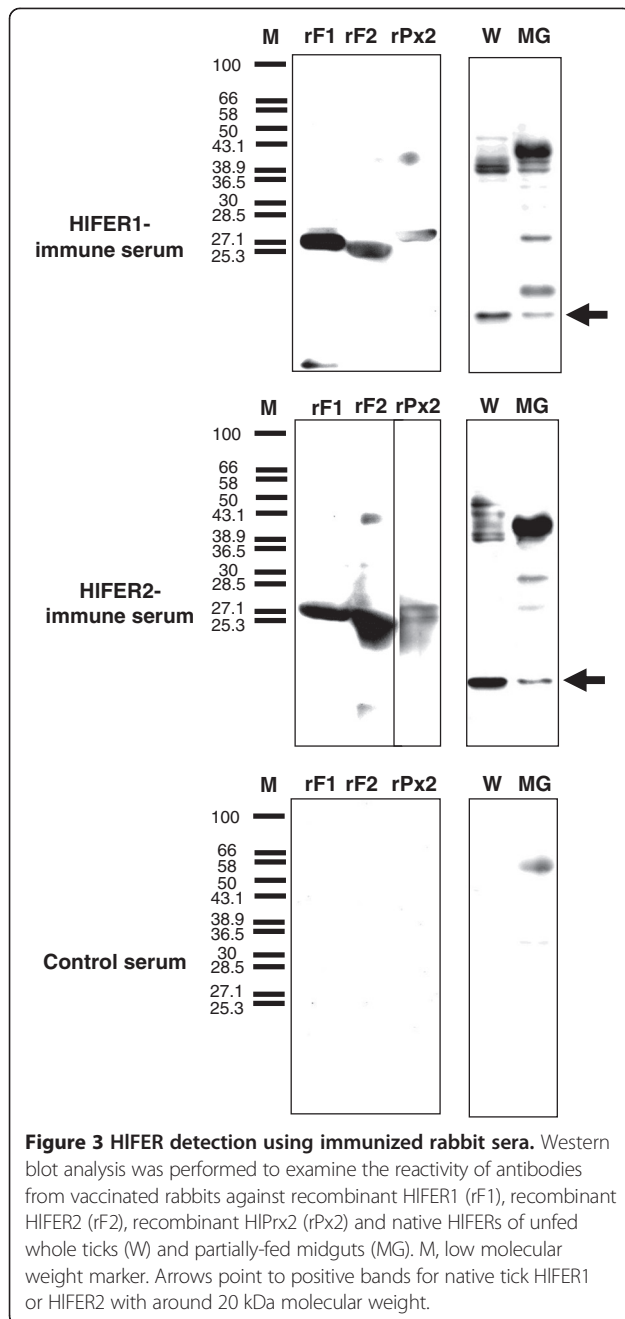 M rF1 rF2 rPx2 W MG
100
66
58
50
43.1
38.9
36.5
30
28.5
27.1
25.3
HlFER1-
immune serum
M rF1 rF2 rPx2 W MG
100
66
58
50
43.1
38.9
36.5
30
28.5
27.1
25.3
HlFER2-
immune serum
M rF1 rF2 rPx2 W MG
100
66
58
50
43.1
38.9
36.5
30
28.5
27.1
25.3
Control serum
Figure 3 HlFER detection using immunized rabbit sera. Western
blot analysis was performed to examine the reactivity of antibodies
from vaccinated rabbits against recombinant HlFER1 (rF1), recombinant
HlFER2 (rF2), recombinant HlPrx2 (rPx2) and native HlFERs of unfed
whole ticks (W) and partially-fed midguts (MG). M, low molecular
weight marker. Arrows point to positive bands for native tick HlFER1
or HlFER2 with around 20 kDa molecular weight.